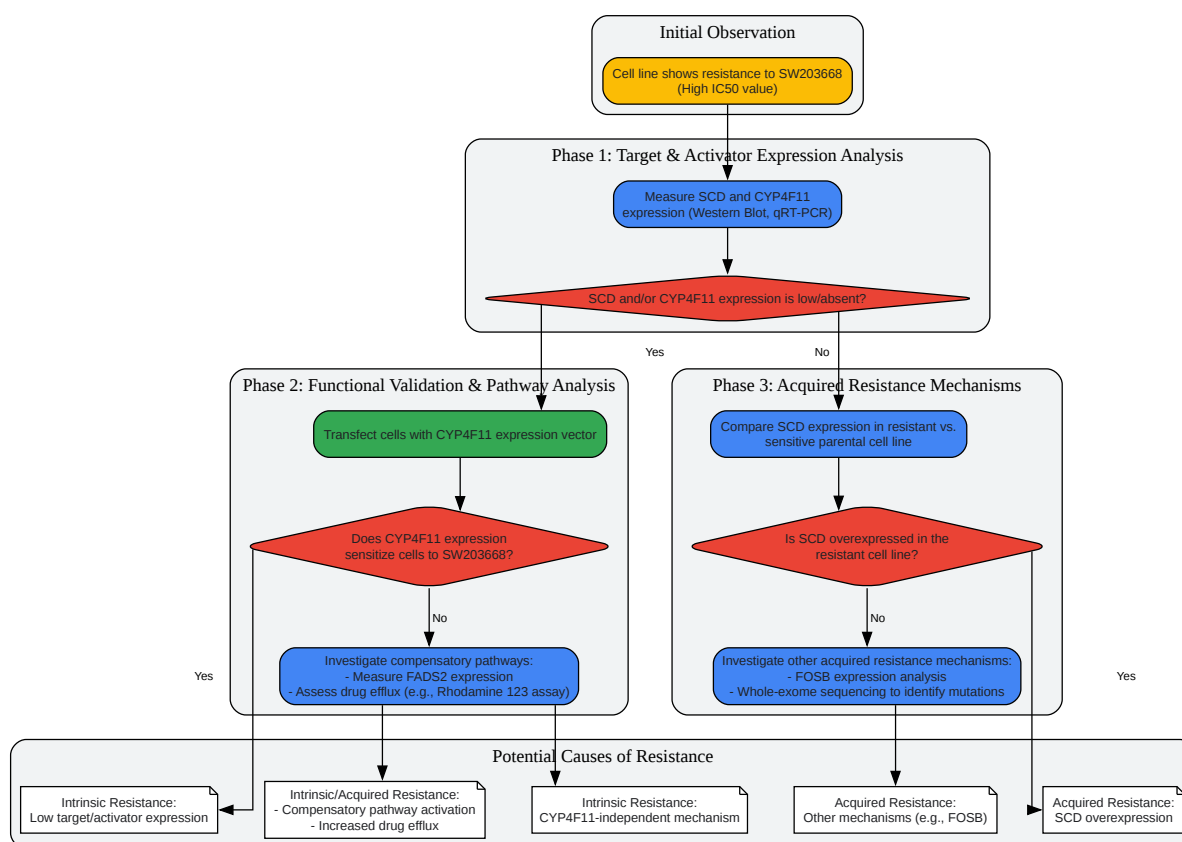 Initial Observation
Cell line shows resistance to SW203668
(High IC50 value)
Phase 1: Target & Activator Expression Analysis
Measure SCD and CYP4F11
expression (Western Blot, qRT-PCR)
SCD and/or CYP4F11 expression is low/absent?
Yes
No
Phase 2: Functional Validation & Pathway Analysis
Transfect cells with CYP4F11 expression vector
Does CYP4F11 expression
sensitize cells to SW203668?
No
Yes
Investigate compensatory pathways:
- Measure FADS2 expression
- Assess drug efflux (e.g., Rhodamine 123 assay)
Phase 3: Acquired Resistance Mechanisms
Compare SCD expression in resistant vs.
sensitive parental cell line
Is SCD overexpressed in the
resistant cell line?
No
Yes
Investigate other acquired resistance mechanisms:
- FOSB expression analysis
- Whole-exome sequencing to identify mutations
Potential Causes of Resistance
Intrinsic Resistance:
Low target/activator expression
Intrinsic/Acquired Resistance:
- Compensatory pathway activation
- Increased drug efflux
Intrinsic Resistance:
CYP4F11-independent mechanism
Acquired Resistance:
Other mechanisms (e.g., FOSB)
Acquired Resistance:
SCD overexpression